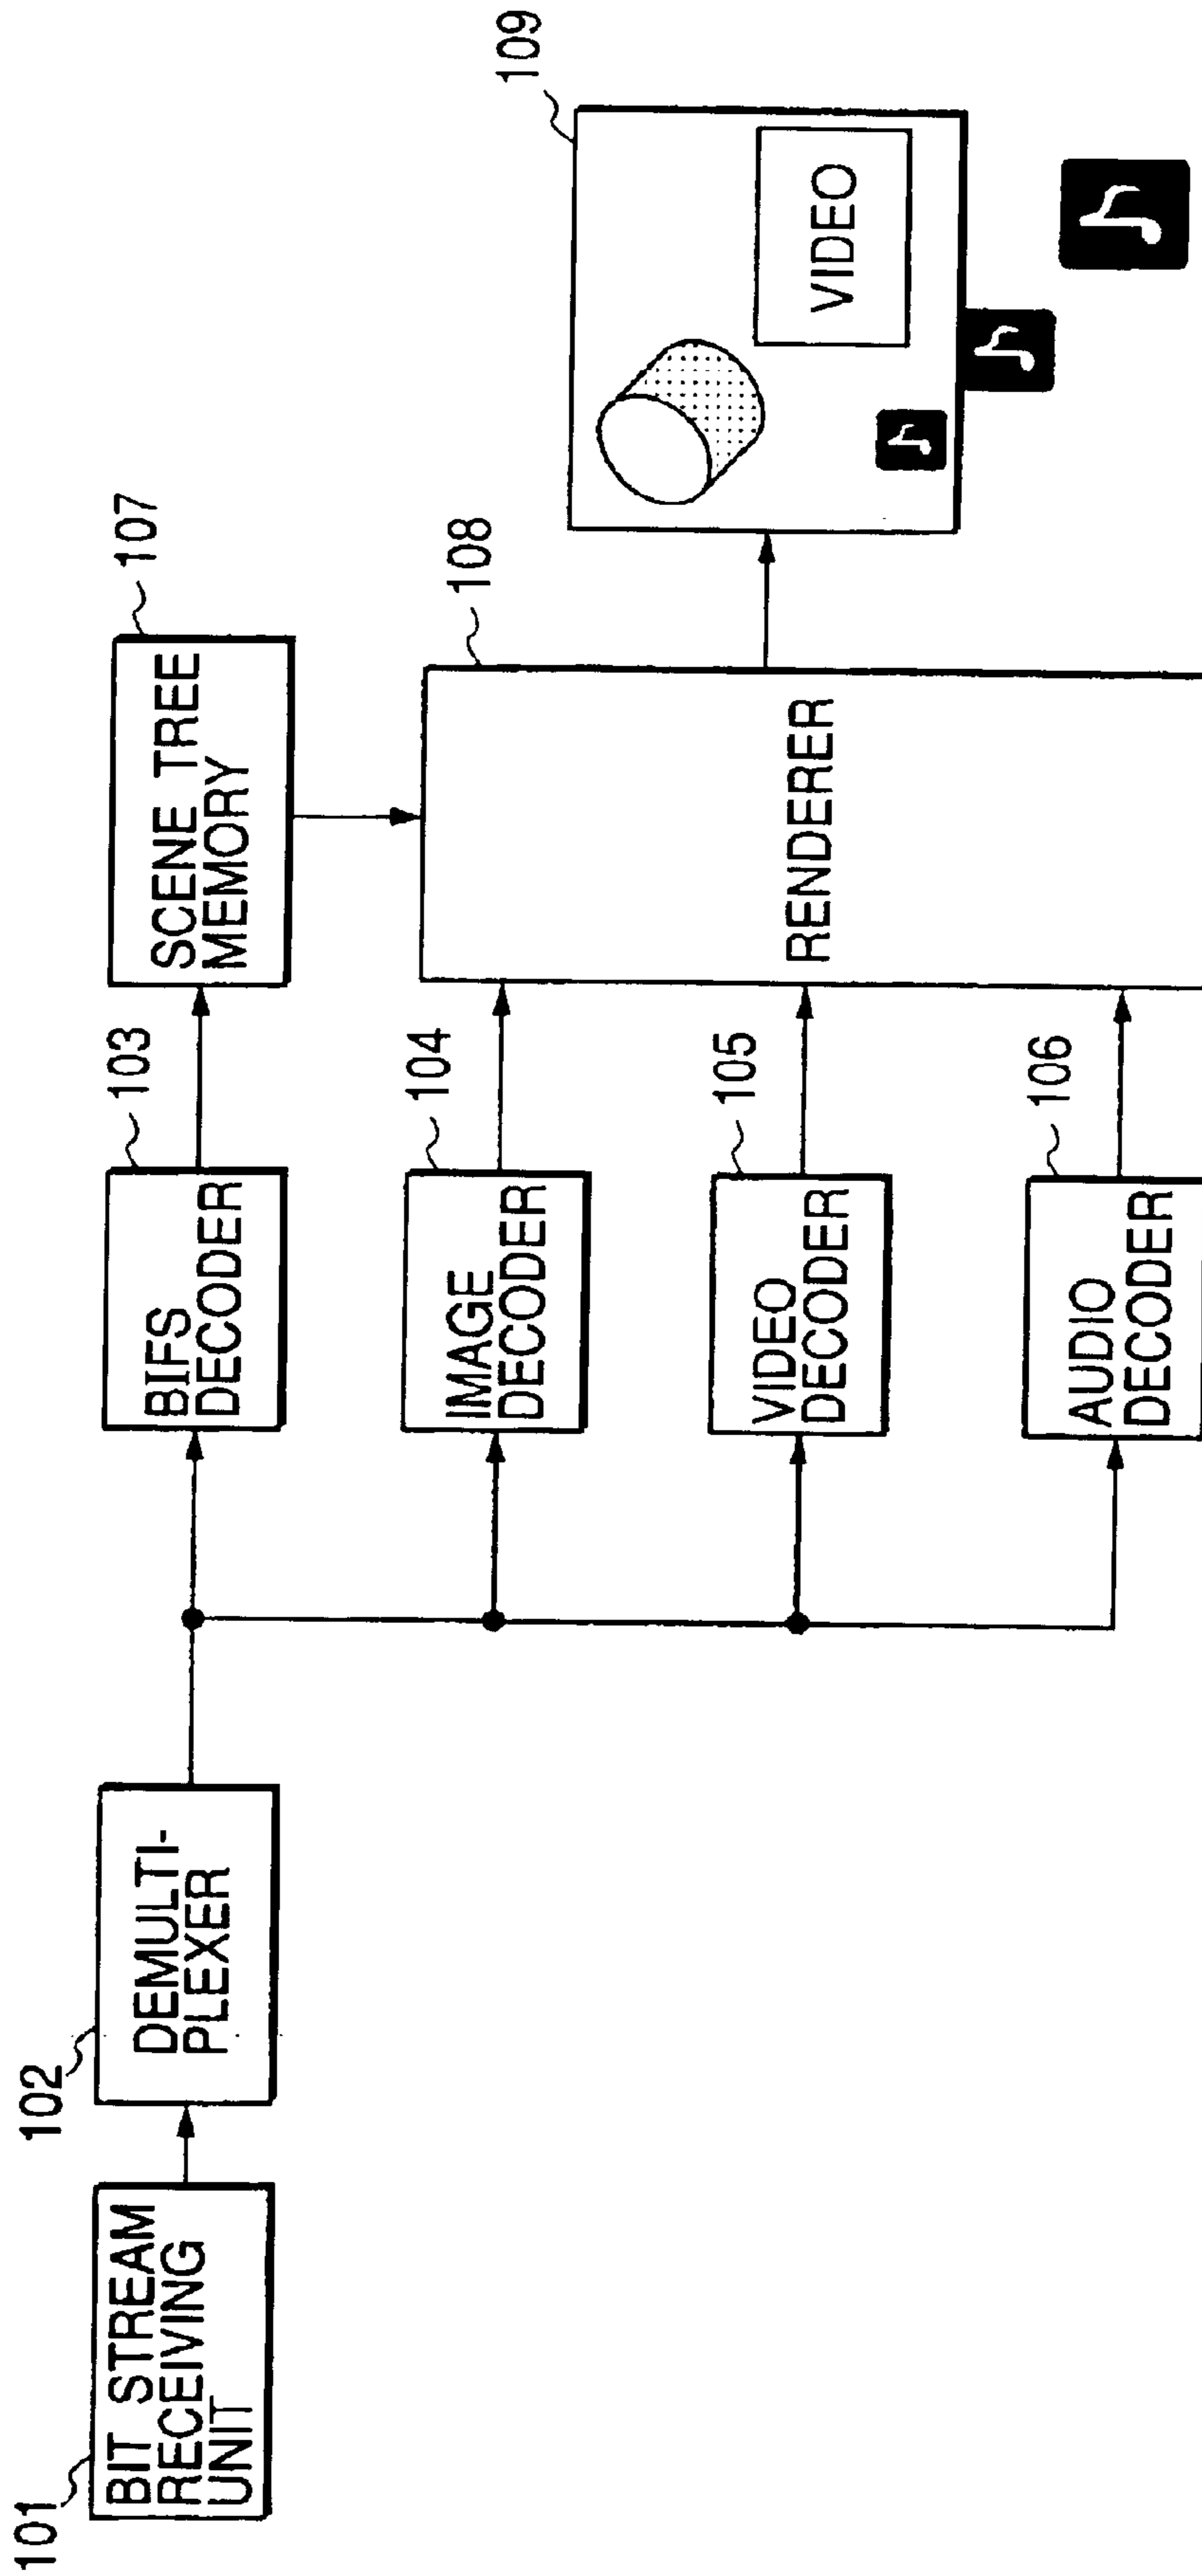 101
BIT STREAM
RECEIVING
UNIT
102
DEMULTI-
PLEXER
103
BIFS
DECODER
104
IMAGE
DECODER
105
VIDEO
DECODER
106
AUDIO
DECODER
107
SCENE TREE
MEMORY
108
RENDERER
109
VIDEO